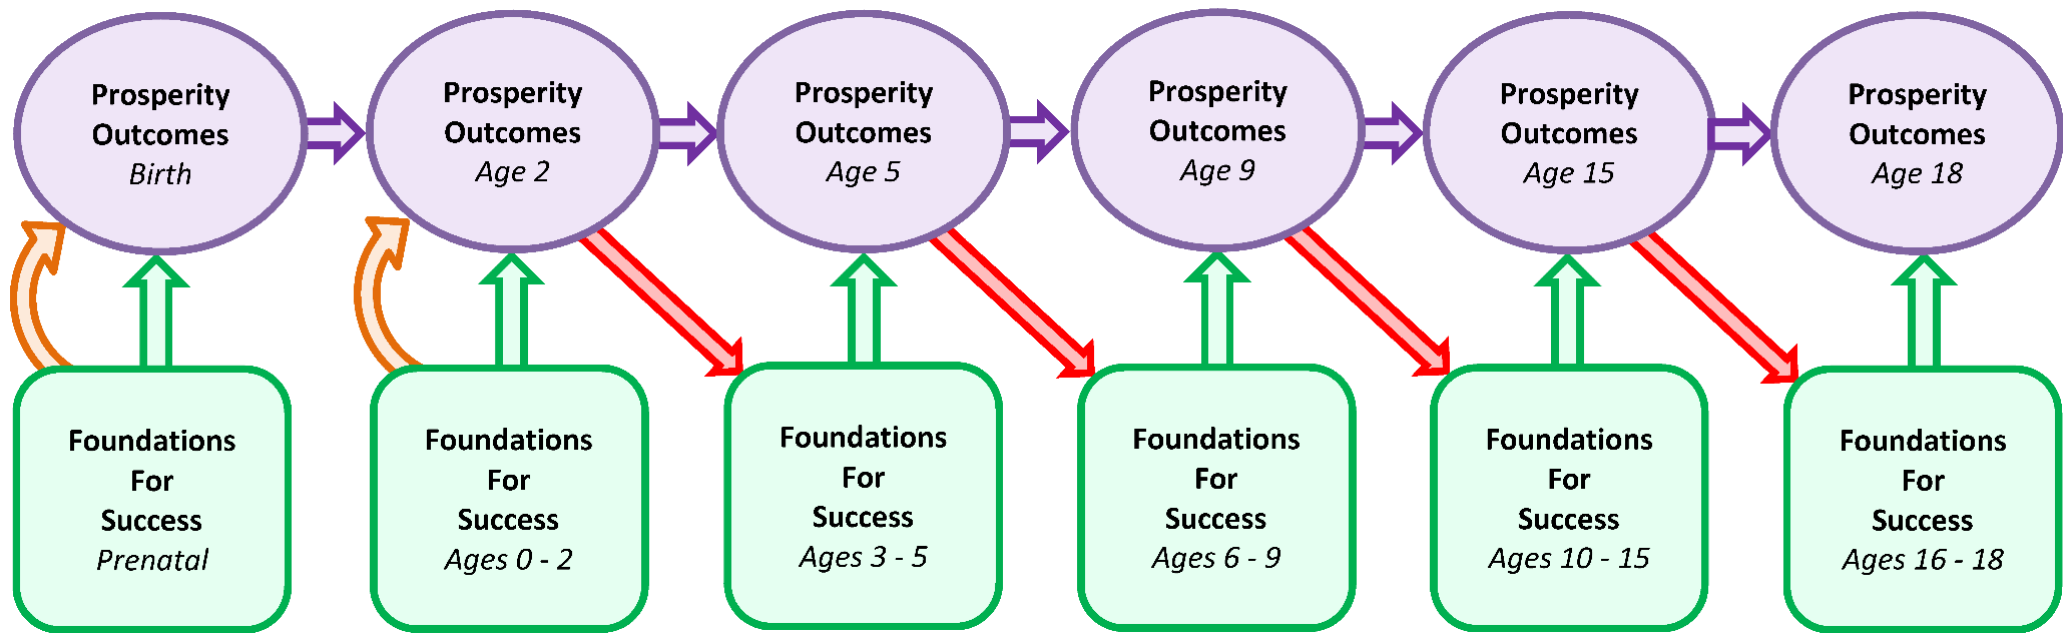 Prosperity
Outcomes
Birth
Prosperity
Outcomes
Age 2
Prosperity
Outcomes
Age 5
Prosperity
Outcomes
Age 9
Prosperity
Outcomes
Age 15
Prosperity
Outcomes
Age 18
Foundations
For
Success
Prenatal
Foundations
For
Success
Ages 0 - 2
Foundations
For
Success
Ages 3 - 5
Foundations
For
Success
Ages 6 - 9
Foundations
For
Success
Ages 10 - 15
Foundations
For
Success
Ages 16 - 18